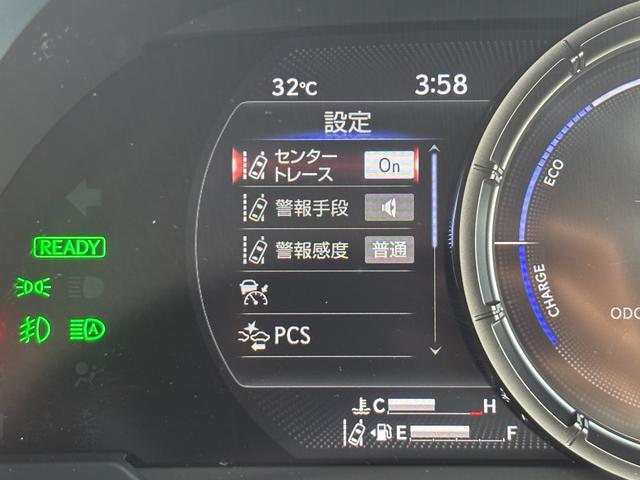 32℃
3:58
設定
センター
トレース
On
警報手段
警報感度
普通
PCS
READY
A
ECO
CHARGE
ODO
C
H
E
F